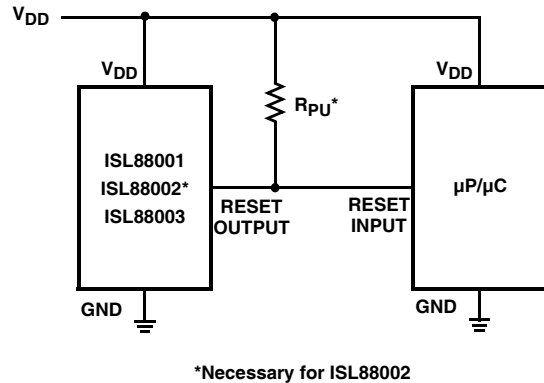 VDD
VDD
VDD
RPU*
ISL88001
ISL88002*
ISL88003
µP/µC
RESET
OUTPUT
RESET
INPUT
GND
GND
*Necessary for ISL88002